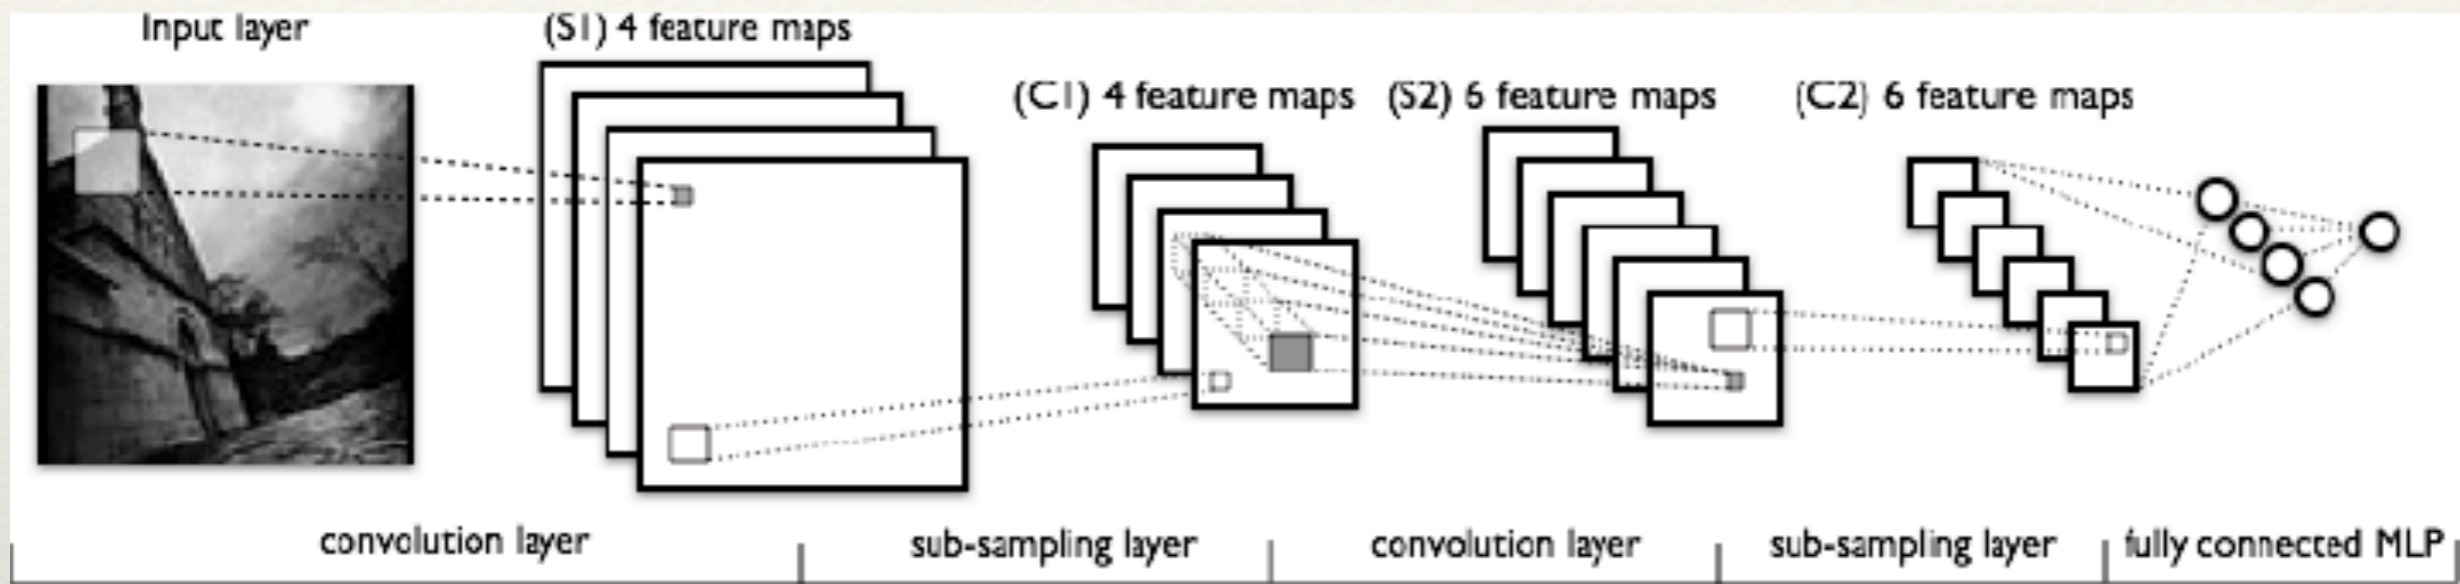 Input layer
(S1) 4 feature maps
(C1) 4 feature maps
(S2) 6 feature maps
(C2) 6 feature maps
convolution layer
sub-sampling layer
convolution layer
sub-sampling layer
fully connected MLP